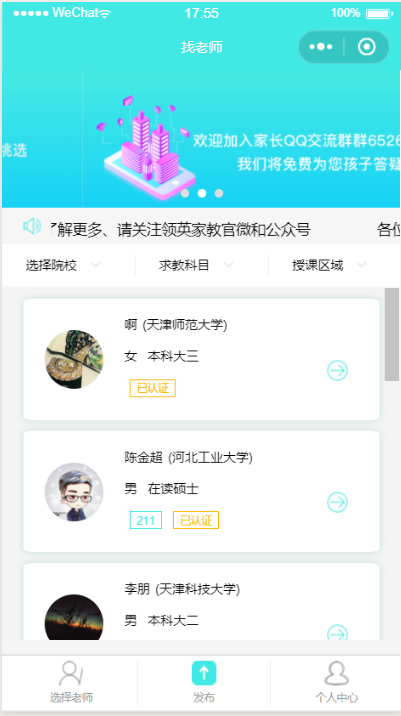 WeChat 17:55 100%
找老师
挑选
欢迎加入家长QQ交流群群6526
我们将免费为您孩子答疑
了解更多、请关注领英家教官微和公众号 各位
选择院校 求教科目 授课区域
啊 (天津师范大学)
女 本科大三
已认证
陈金超 (河北工业大学)
男 在读硕士
211 已认证
李朋 (天津科技大学)
男 本科大二
选择老师 发布 个人中心